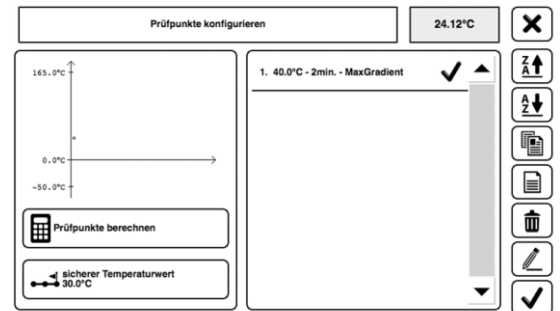 Prüfpunkte konfigurieren
24.12°C
165.0°C
0.0°C
-50.0°C
Prüfpunkte berechnen
sicherer Temperaturwert
30.0°C
1. 40.0°C - 2min. - MaxGradient
Z
A
A
Z